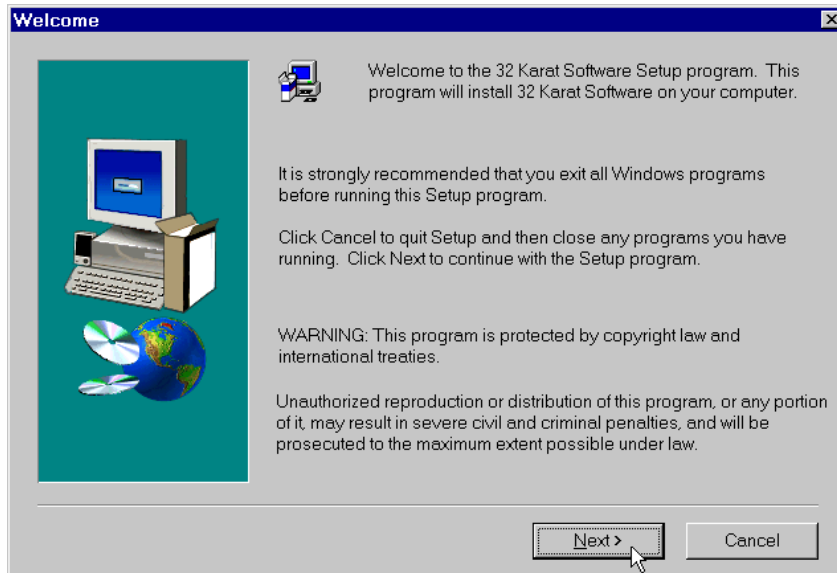 Welcome
Welcome to the 32 Karat Software Setup program. This
program will install 32 Karat Software on your computer.
It is strongly recommended that you exit all Windows programs
before running this Setup program.
Click Cancel to quit Setup and then close any programs you have
running. Click Next to continue with the Setup program.
WARNING: This program is protected by copyright law and
international treaties.
Unauthorized reproduction or distribution of this program, or any portion
of it, may result in severe civil and criminal penalties, and will be
prosecuted to the maximum extent possible under law.
Next > Cancel